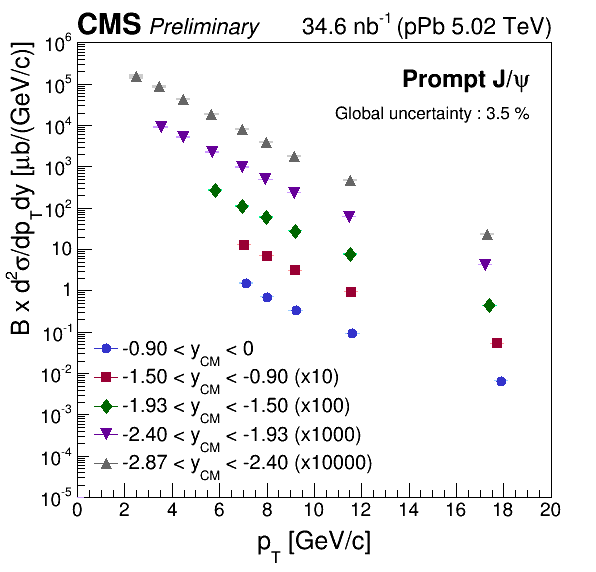 CMS Preliminary 34.6 nb⁻¹ (pPb 5.02 TeV)
B x d²σ/dp_T dy [μb/(GeV/c)]
10⁶
10⁵
10⁴
10³
10²
10
1
10⁻¹
10⁻²
10⁻³
10⁻⁴
10⁻⁵
Prompt J/ψ
Global uncertainty : 3.5 %
-0.90 < y_CM < 0
-1.50 < y_CM < -0.90 (x10)
-1.93 < y_CM < -1.50 (x100)
-2.40 < y_CM < -1.93 (x1000)
-2.87 < y_CM < -2.40 (x10000)
0 2 4 6 8 10 12 14 16 18 20
p_T [GeV/c]